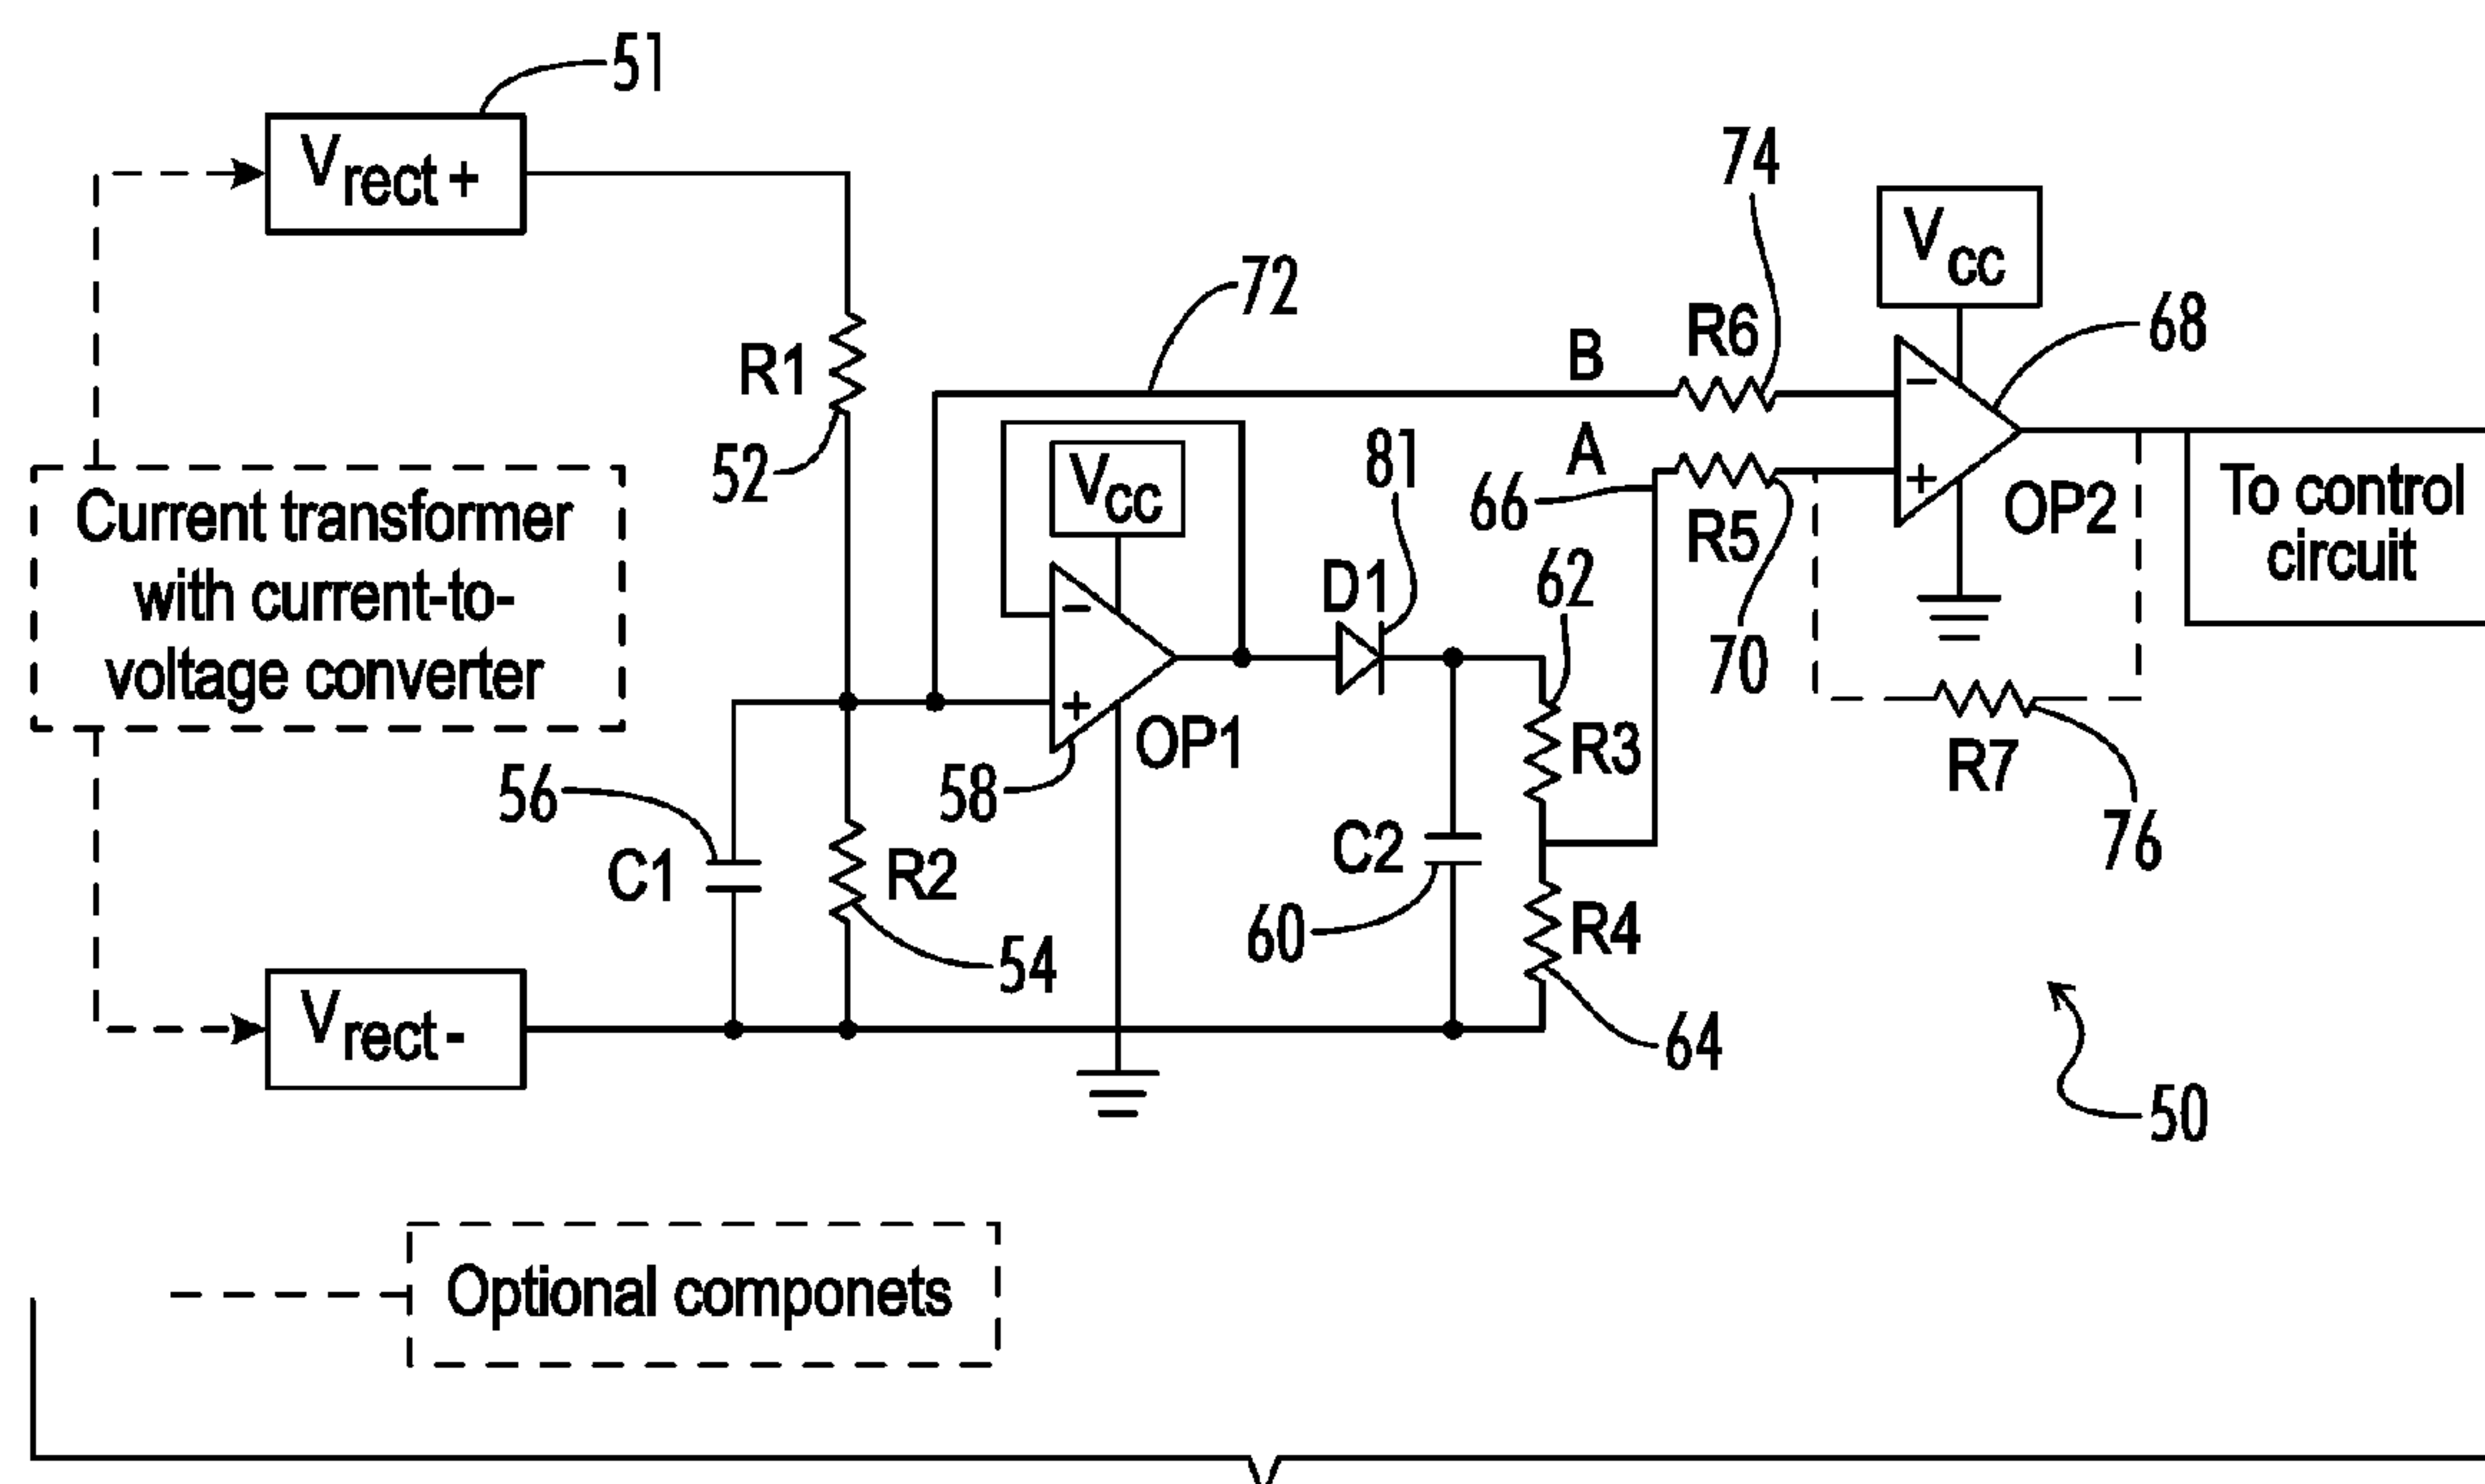 51
Vrect +
74
Vcc
72
68
R6
B
R1
A
81
52
Vcc
66
R5
OP2
To control
circuit
Current transformer
with current-to-
voltage converter
62
D1
70
−
+
−
+
OP1
R3
R7
56
58
76
C1
R2
C2
R4
60
54
Vrect -
64
50
Optional componets